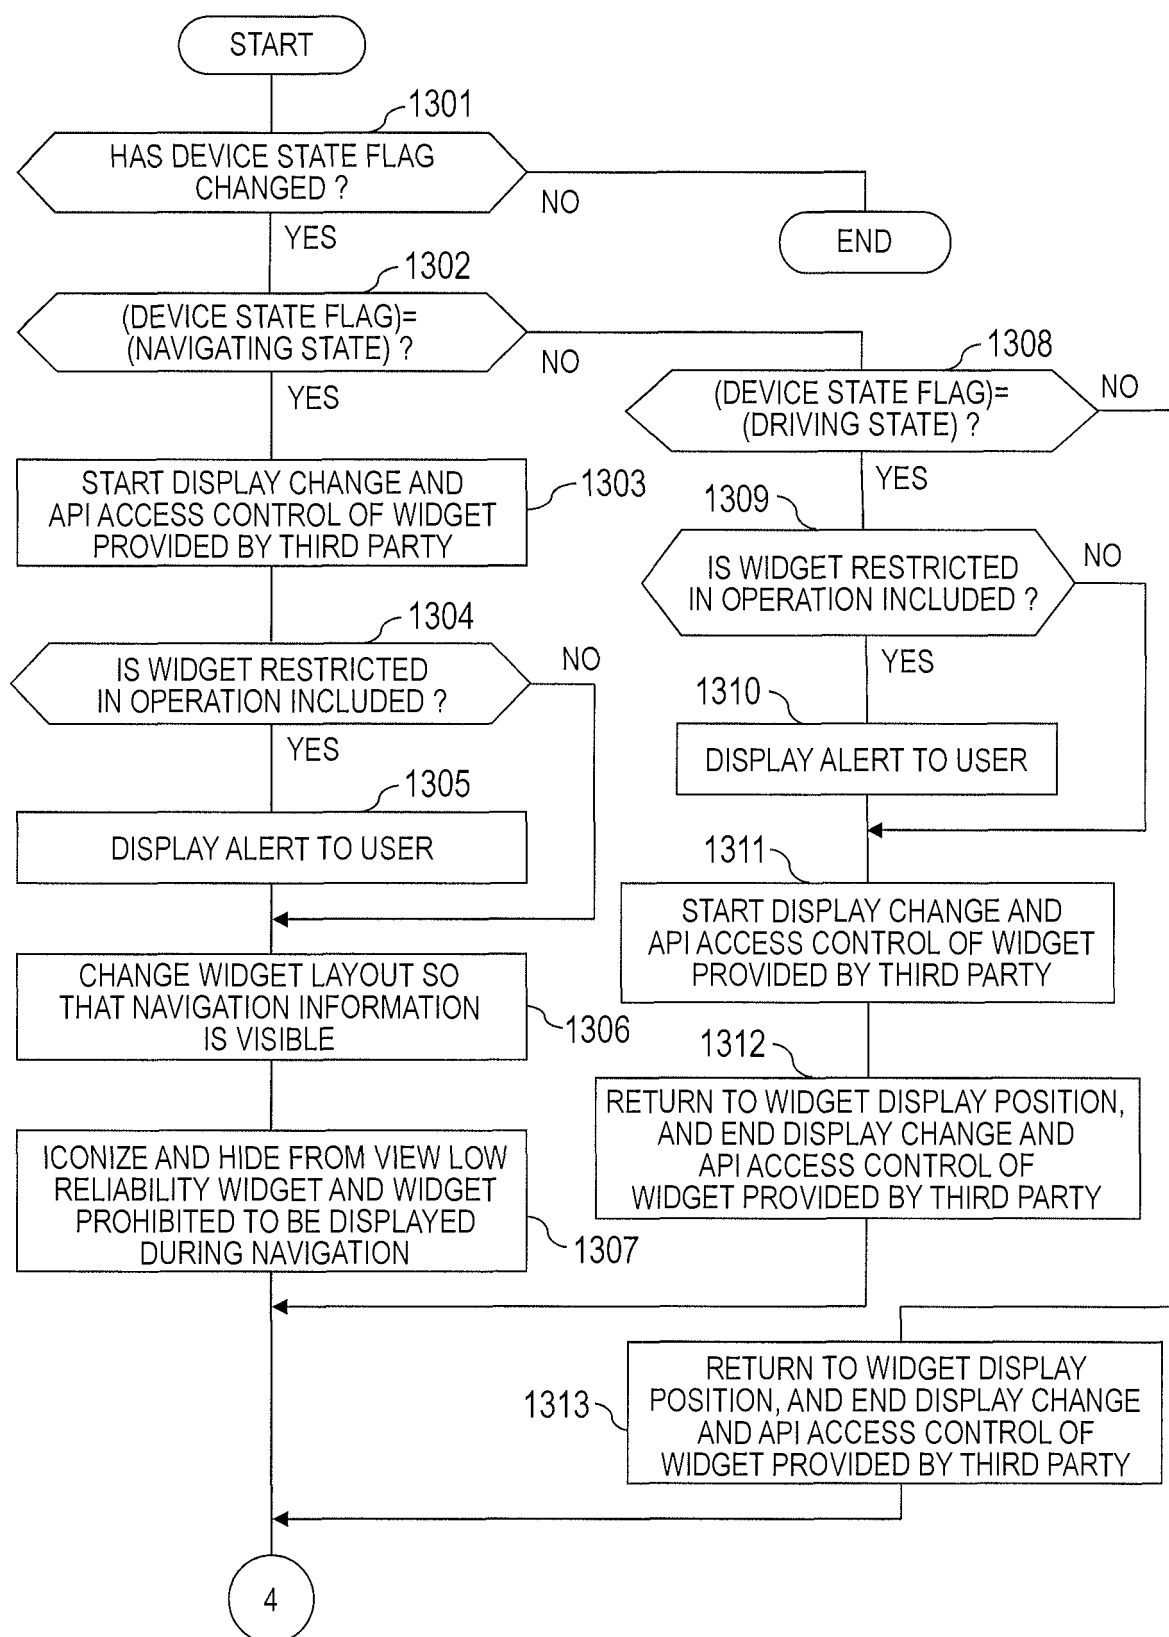 START
1301
HAS DEVICE STATE FLAG
CHANGED ?
NO
YES
END
1302
(DEVICE STATE FLAG)=
(NAVIGATING STATE) ?
NO
YES
1308
(DEVICE STATE FLAG)=
(DRIVING STATE) ?
NO
YES
START DISPLAY CHANGE AND
API ACCESS CONTROL OF WIDGET
PROVIDED BY THIRD PARTY
1303
1309
IS WIDGET RESTRICTED
IN OPERATION INCLUDED ?
NO
YES
1304
IS WIDGET RESTRICTED
IN OPERATION INCLUDED ?
NO
YES
1310
DISPLAY ALERT TO USER
1305
DISPLAY ALERT TO USER
1311
START DISPLAY CHANGE AND
API ACCESS CONTROL OF WIDGET
PROVIDED BY THIRD PARTY
CHANGE WIDGET LAYOUT SO
THAT NAVIGATION INFORMATION
IS VISIBLE
1306
1312
RETURN TO WIDGET DISPLAY POSITION,
AND END DISPLAY CHANGE AND
API ACCESS CONTROL OF
WIDGET PROVIDED BY THIRD PARTY
ICONIZE AND HIDE FROM VIEW LOW
RELIABILITY WIDGET AND WIDGET
PROHIBITED TO BE DISPLAYED
DURING NAVIGATION
1307
RETURN TO WIDGET DISPLAY
POSITION, AND END DISPLAY CHANGE
AND API ACCESS CONTROL OF
WIDGET PROVIDED BY THIRD PARTY
1313
4